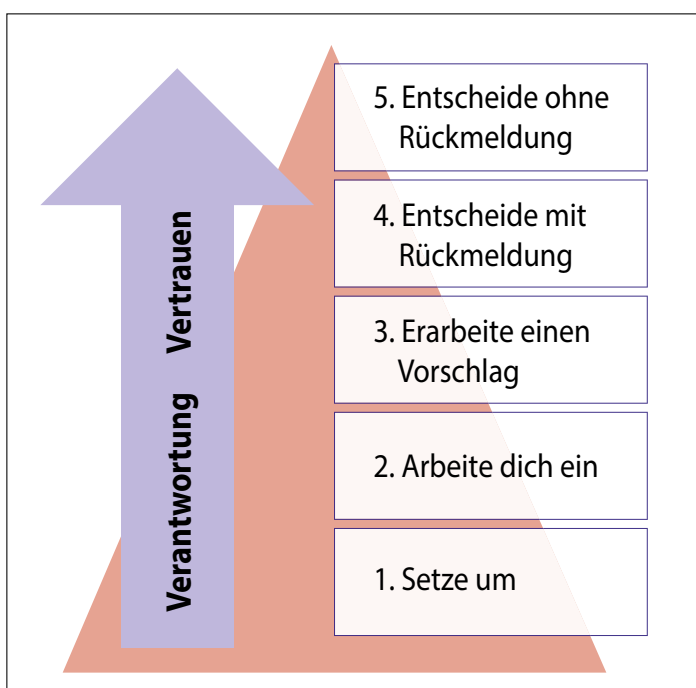 5. Entscheide ohne
Rückmeldung
4. Entscheide mit
Rückmeldung
3. Erarbeite einen
Vorschlag
2. Arbeite dich ein
1. Setze um
Verantwortung Vertrauen